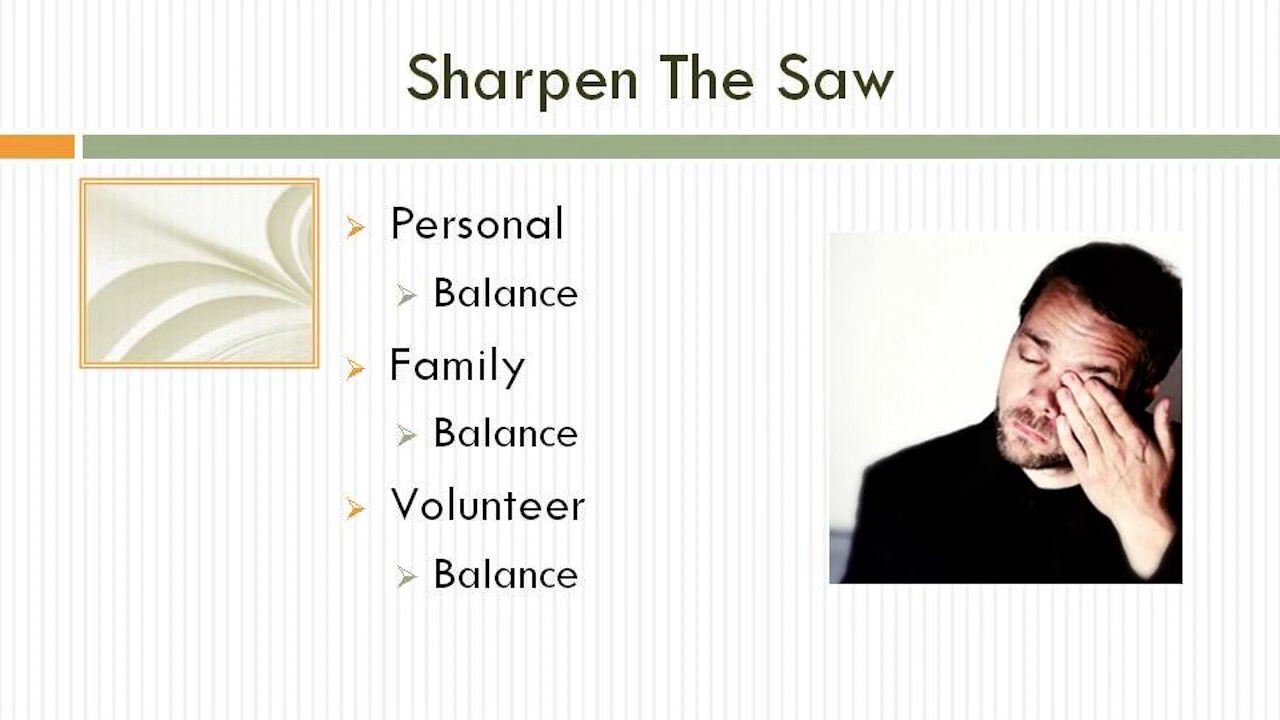 Sharpen The Saw
Personal
Balance
Family
Balance
Volunteer
Balance